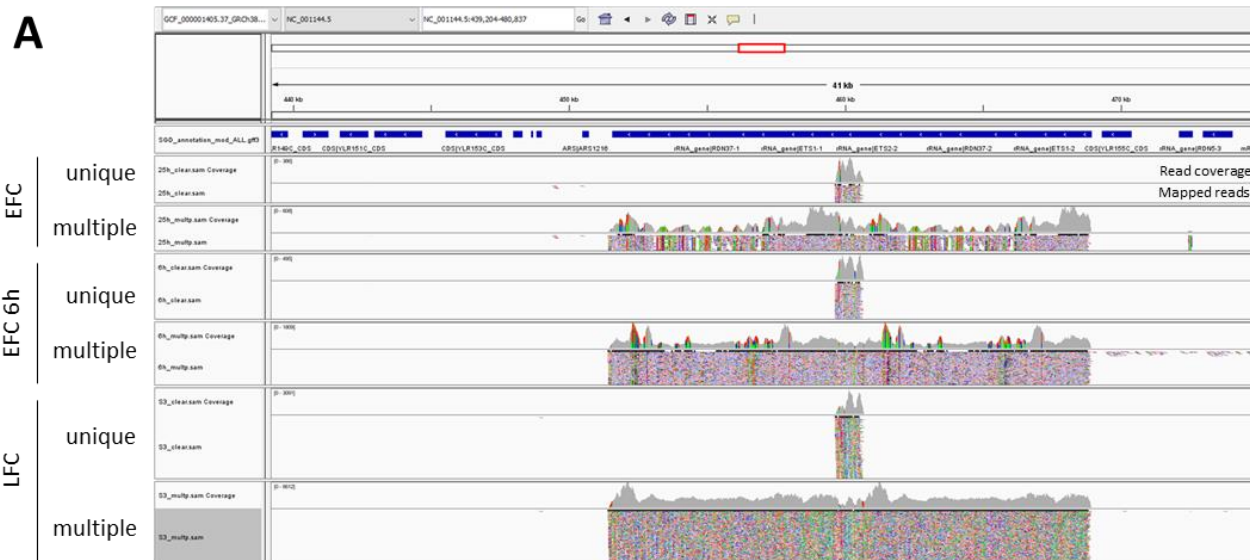 A
GCF_000001405.37_GRCh38... NC_001144.5 NC_001144.5:439,204-480,837 Go
41 kb
440 kb 450 kb 460 kb 470 kb
SGD_annotation_mod_ALL.gff3
CDS|YLR151C_CDS CDS|YLR153C_CDS ARS|ARS1216 rRNA_gene|RDN37-1 rRNA_gene|ETS1-1 rRNA_gene|ETS2-2 rRNA_gene|RDN37-2 rRNA_gene|ETS1-2 CDS|YLR155C_CDS rRNA_gene|RDN5-3
EFC
unique
25h_clear.sam Coverage
Read coverage
25h_clear.sam
Mapped reads
multiple
25h_multp.sam Coverage
25h_multp.sam
EFC 6h
unique
6h_clear.sam Coverage
6h_clear.sam
multiple
6h_multp.sam Coverage
6h_multp.sam
LFC
unique
S3_clear.sam Coverage
S3_clear.sam
multiple
S3_multp.sam Coverage
S3_multp.sam